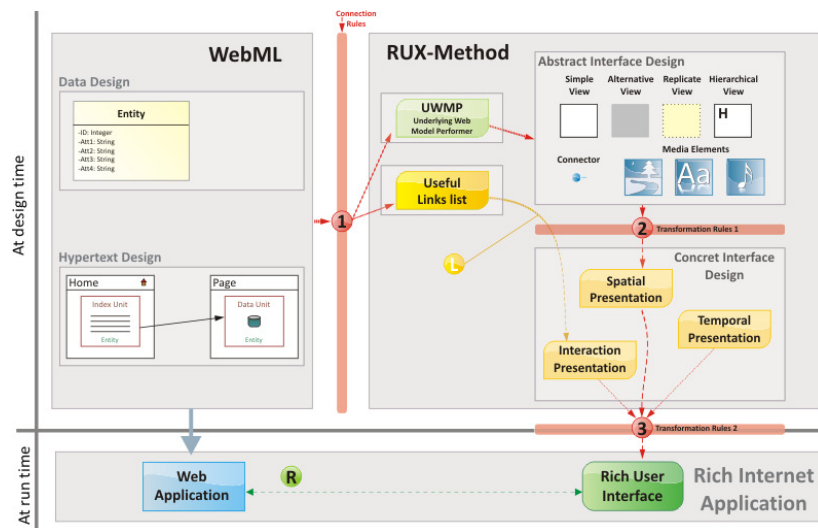 At design time
At run time
WebML
Data Design
Entity
-ID: Integer
-Att1: String
-Att2: String
-Att3: String
-Att4: String
Hypertext Design
Home
Index Unit
Entity
Page
Data Unit
Entity
Connection
Rules
1
RUX-Method
UWMP
Underlying Web
Model Performer
Useful
Links list
L
Abstract Interface Design
Simple
View
Alternative
View
Replicate
View
Hierarchical
View
H
Connector
Media Elements
Aa
2
Transformation Rules 1
Concret Interface
Design
Spatial
Presentation
Temporal
Presentation
Interaction
Presentation
3
Transformation Rules 2
Web
Application
R
Rich User
Interface
Rich Internet
Application